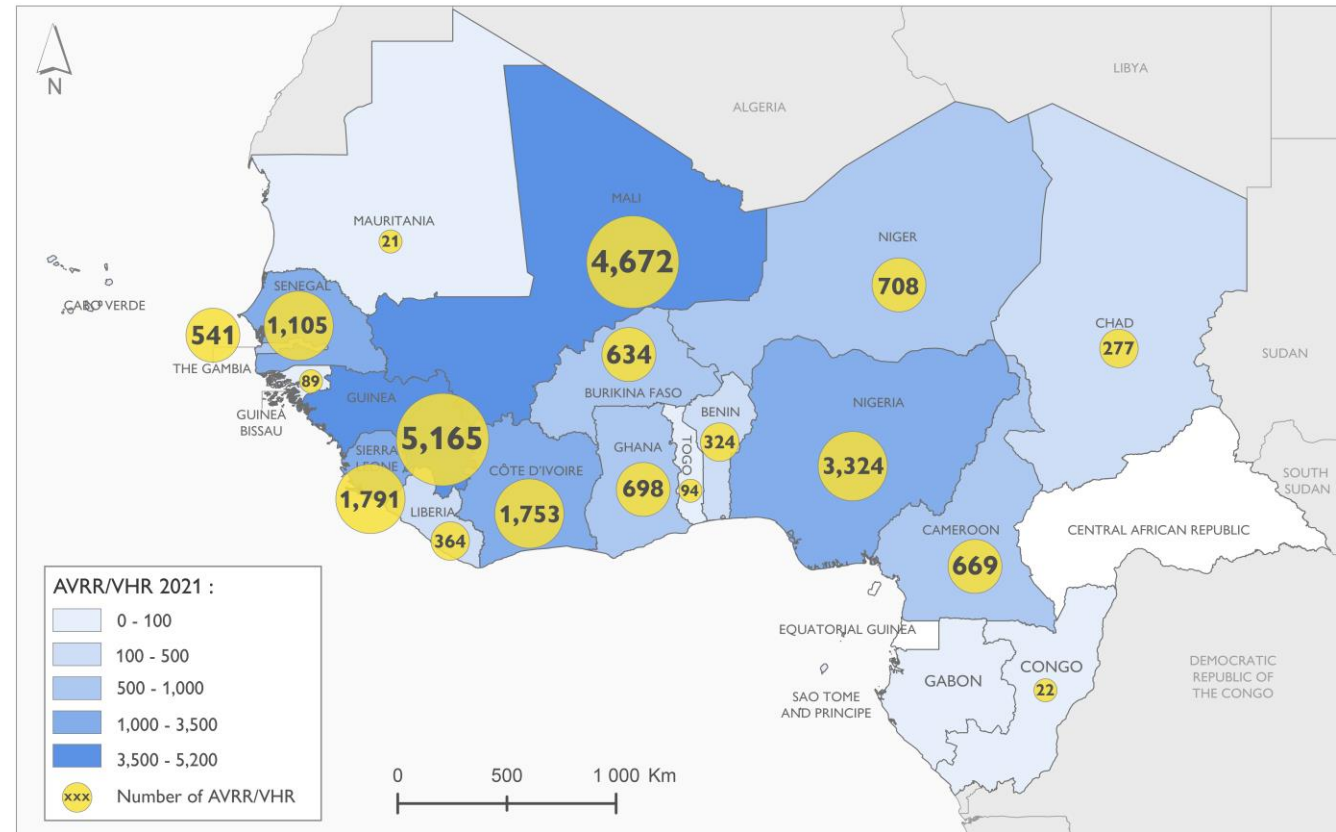 N
LIBYA
ALGERIA
MALI
MAURITANIA
21
NIGER
4,672
708
SENEGAL
CABO VERDE
1,105
541
CHAD
277
634
SUDAN
THE GAMBIA
89
BURIKINA FASO
GUINEA
NIGERIA
GUINEA
BISSAU
BENIN
324
5,165
GHANA
TOGO
SIERRA
LEONE
CÔTE D'IVOIRE
3,324
SOUTH
SUDAN
1,791
698
94
LIBERIA
1,753
CAMEROON
CENTRAL AFRICAN REPUBLIC
364
669
EQUATORIAL GUINEA
DEMOCRATIC
REPUBLIC OF
THE CONGO
GABON
CONGO
22
SAO TOME
AND PRINCIPE
AVRR/VHR 2021 :
0 - 100
100 - 500
500 - 1,000
1,000 - 3,500
3,500 - 5,200
xxx Number of AVRR/VHR
0 500 1 000 Km